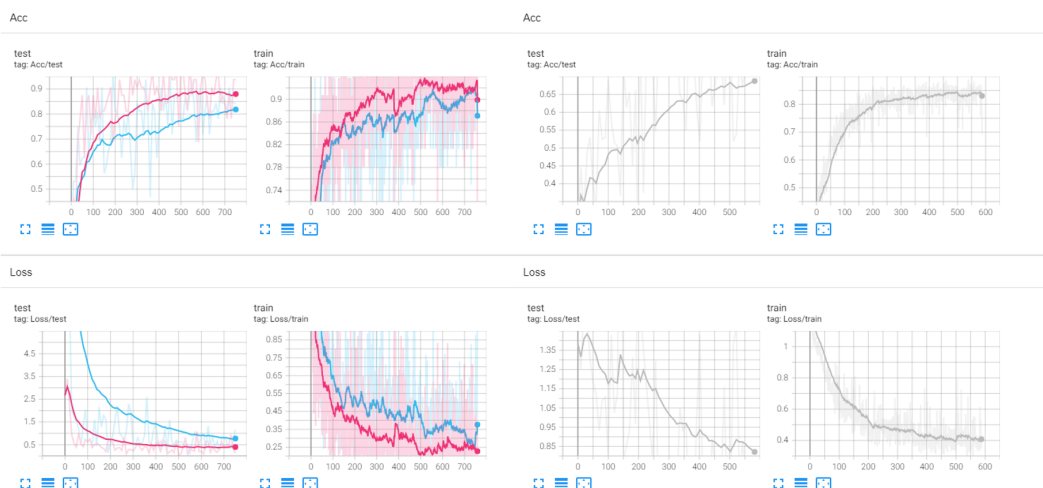 Acc
Acc
test
tag: Acc/test
0.9
0.8
0.7
0.6
0.5
0 100 200 300 400 500 600 700
train
tag: Acc/train
0.9
0.86
0.82
0.78
0.74
0 100 200 300 400 500 600 700
test
tag: Acc/test
0.65
0.6
0.55
0.5
0.45
0.4
0 100 200 300 400 500
train
tag: Acc/train
0.8
0.7
0.6
0.5
0 100 200 300 400 500 600
Loss
Loss
test
tag: Loss/test
4.5
3.5
2.5
1.5
0.5
0 100 200 300 400 500 600 700
train
tag: Loss/train
0.85
0.75
0.65
0.55
0.45
0.35
0.25
0 100 200 300 400 500 600 700
test
tag: Loss/test
1.35
1.25
1.15
1.05
0.95
0.85
0 100 200 300 400 500
train
tag: Loss/train
1
0.8
0.6
0.4
0 100 200 300 400 500 600